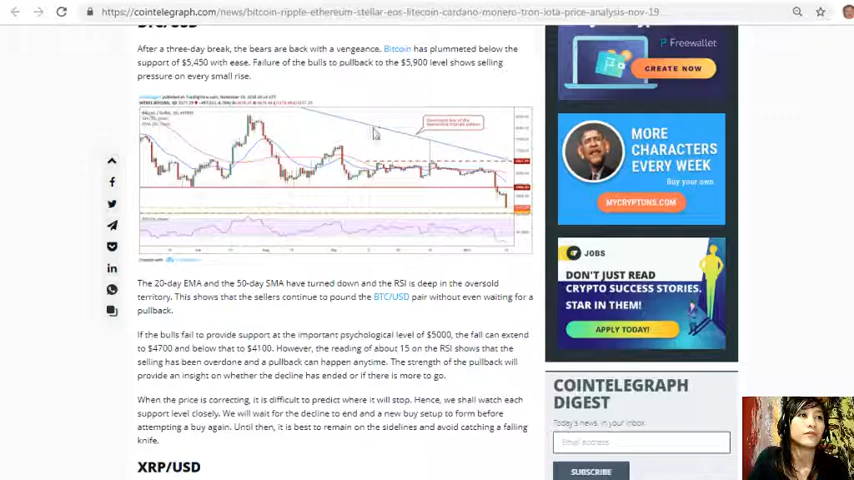 https://cointelegraph.com/news/bitcoin-ripple-ethereum-stellar-eos-litecoin-cardano-monero-tron-iota-price-analysis-nov-19...
BTC/USD
After a three-day break, the bears are back with a vengeance. Bitcoin has plummeted below the
support of $5,450 with ease. Failure of the bulls to pullback to the $5,900 level shows selling
pressure on every small rise.
The 20-day EMA and the 50-day SMA have turned down and the RSI is deep in the oversold
territory. This shows that the sellers continue to pound the BTC/USD pair without even waiting for a
pullback.
If the bulls fail to provide support at the important psychological level of $5000, the fall can extend
to $4700 and below that to $4100. However, the reading of about 15 on the RSI shows that the
selling has been overdone and a pullback can happen anytime. The strength of the pullback will
provide an insight on whether the decline has ended or if there is more to go.
When the price is correcting, it is difficult to predict where it will stop. Hence, we shall watch each
support level closely. We will wait for the decline to end and a new buy setup to form before
attempting a buy again. Until then, it is best to remain on the sidelines and avoid catching a falling
knife.
XRP/USD
Freewallet
CREATE NOW
MORE
CHARACTERS
EVERY WEEK
Buy your own
MYCRYPTONS.COM
JOBS
DON'T JUST READ
CRYPTO SUCCESS STORIES.
STAR IN THEM!
APPLY TODAY!
COINTELEGRAPH
DIGEST
Today's news, in your inbox
Email address
SUBSCRIBE